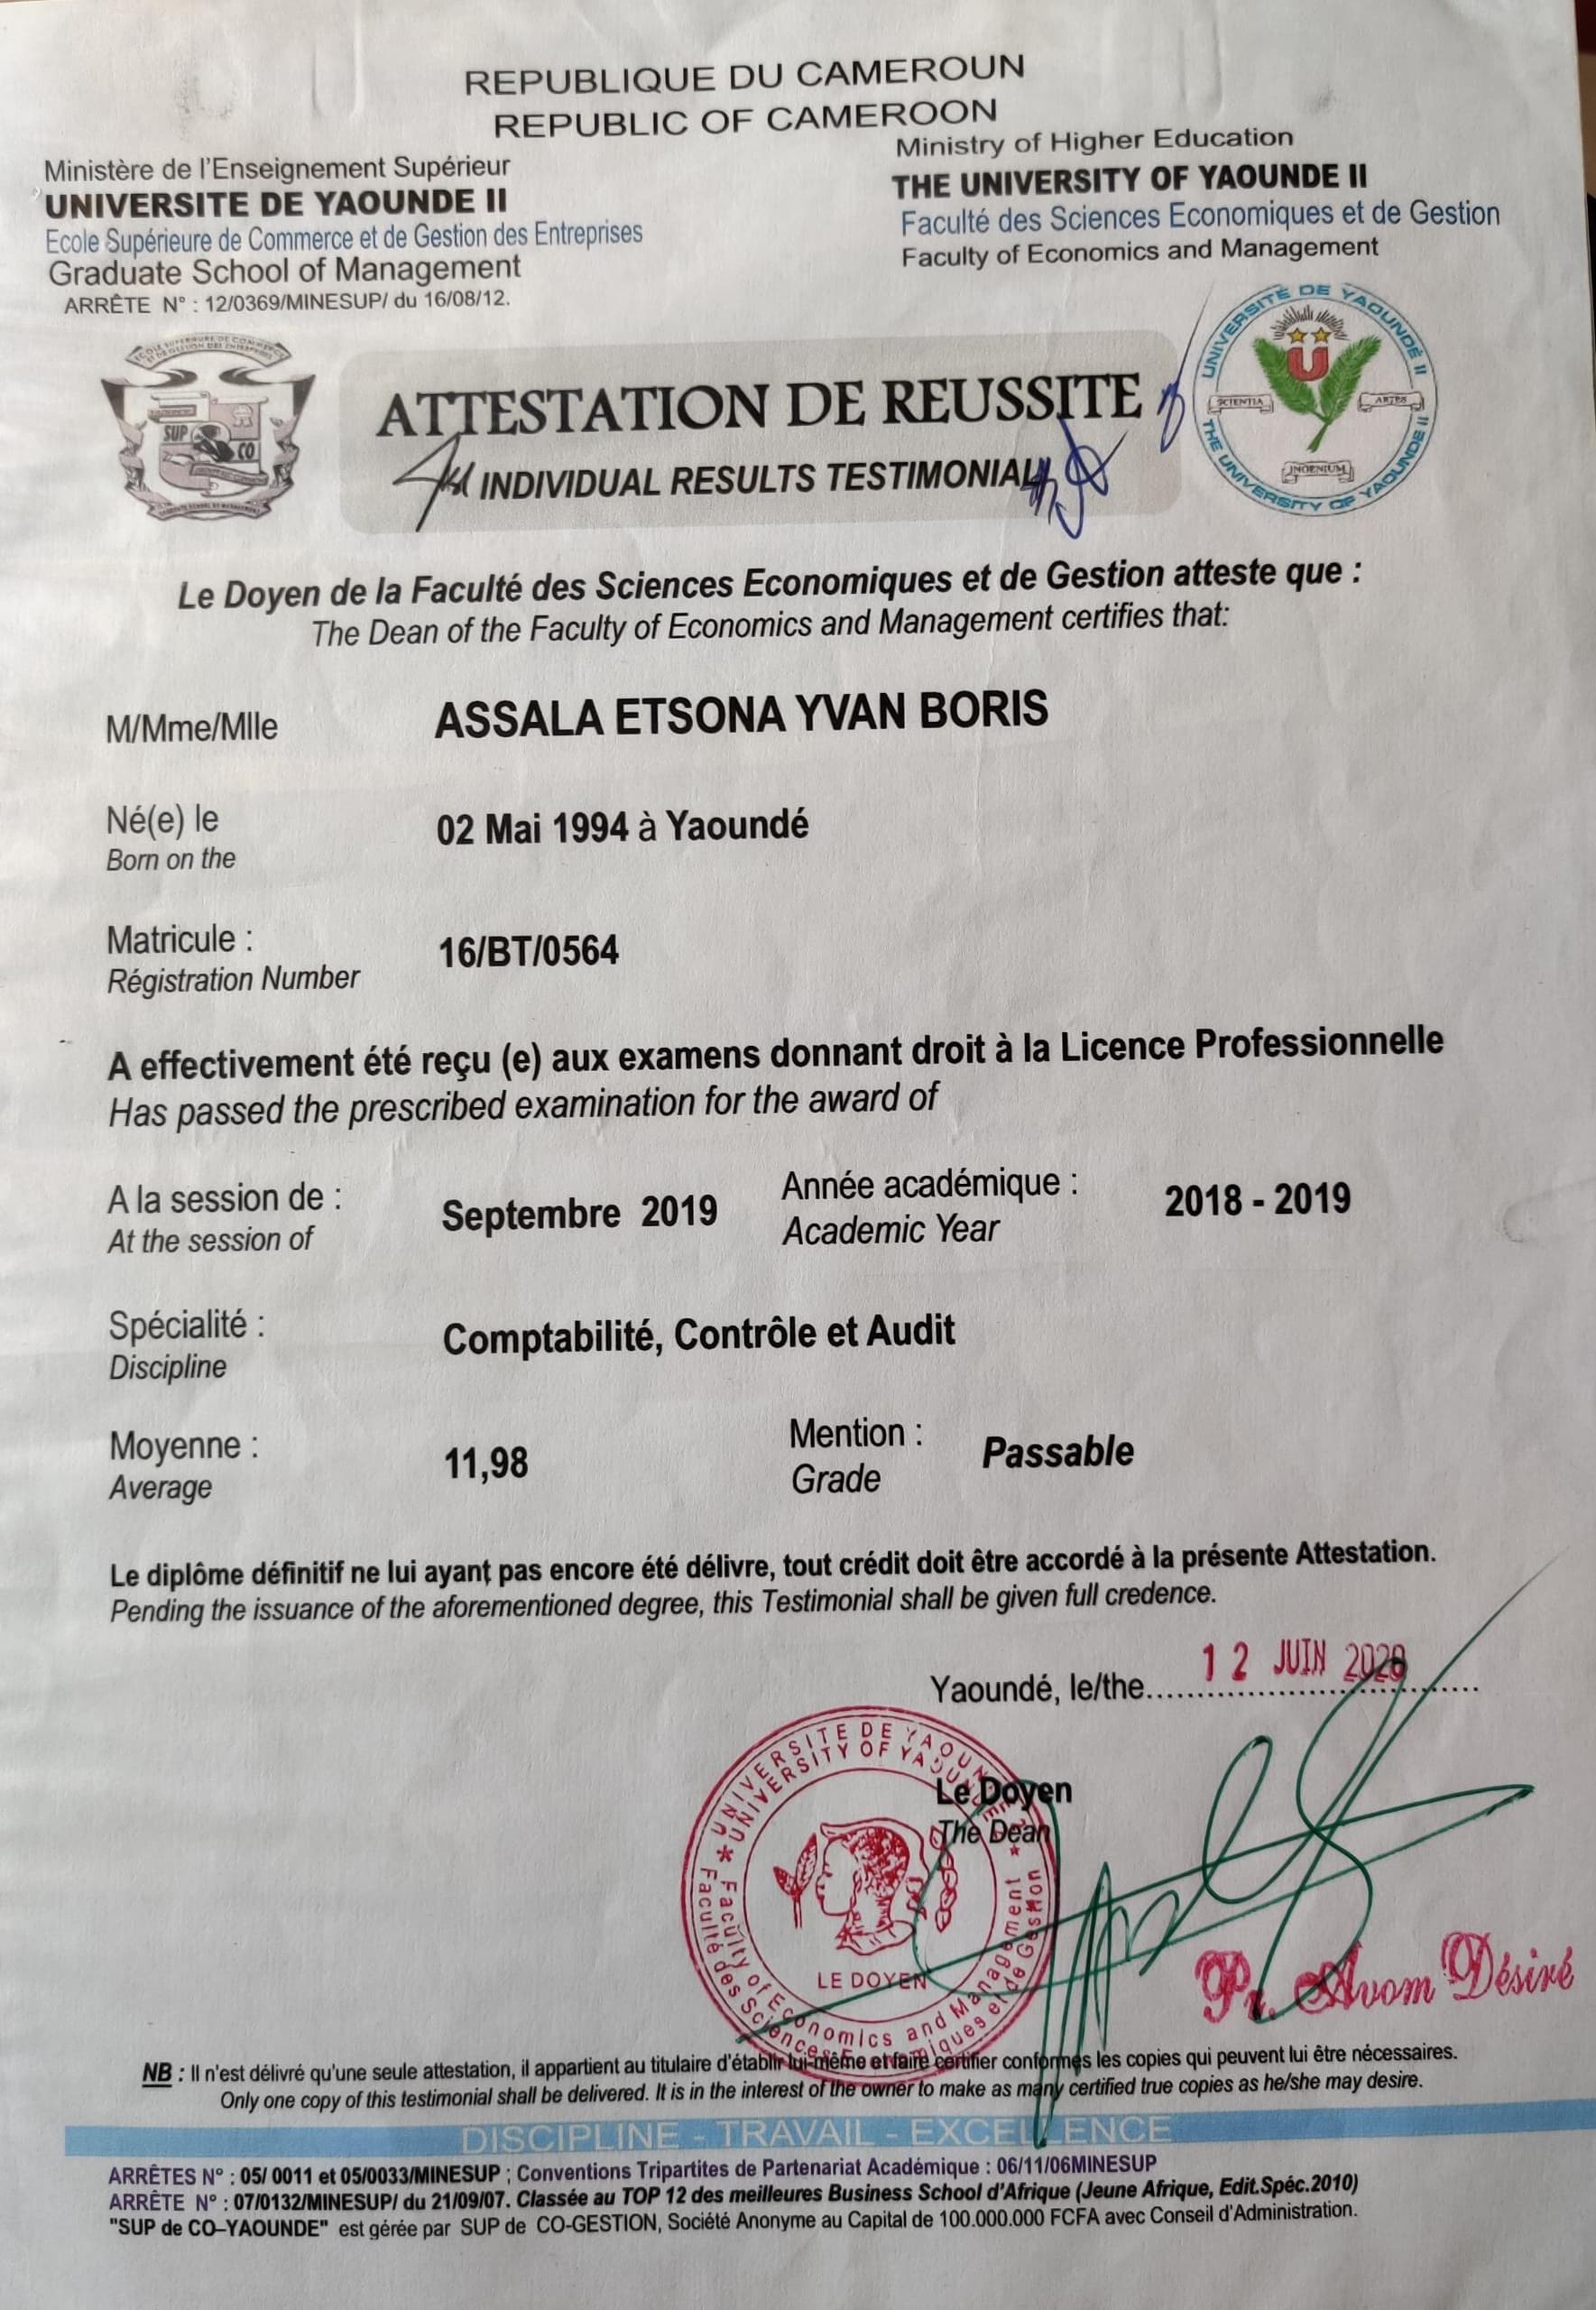 REPUBLIQUE DU CAMEROUN
REPUBLIC OF CAMEROON
Ministère de l'Enseignement Supérieur
UNIVERSITE DE YAOUNDE II
Ecole Supérieure de Commerce et de Gestion des Entreprises
Graduate School of Management
ARRÊTE N° : 12/0369/MINESUP/ du 16/08/12.
Ministry of Higher Education
THE UNIVERSITY OF YAOUNDE II
Faculté des Sciences Economiques et de Gestion
Faculty of Economics and Management
ECOLE SUPERIEURE DE COMMERCE
ET DE GESTION DES ENTREPRISES
SUP
CO
UNIVERSITÉ DE YAOUNDÉ II
SCIENTIA
ARTES
INGENIUM
THE UNIVERSITY OF YAOUNDE II
ATTESTATION DE REUSSITE
INDIVIDUAL RESULTS TESTIMONIAL
Le Doyen de la Faculté des Sciences Economiques et de Gestion atteste que :
The Dean of the Faculty of Economics and Management certifies that:
M/Mme/Mlle ASSALA ETSONA YVAN BORIS
Né(e) le 02 Mai 1994 à Yaoundé
Born on the
Matricule : 16/BT/0564
Régistration Number
A effectivement été reçu (e) aux examens donnant droit à la Licence Professionnelle
Has passed the prescribed examination for the award of
A la session de : Septembre 2019 Année académique : 2018 - 2019
At the session of Academic Year
Spécialité : Comptabilité, Contrôle et Audit
Discipline
Moyenne : 11,98 Mention : Passable
Average Grade
Le diplôme définitif ne lui ayant pas encore été délivre, tout crédit doit être accordé à la présente Attestation.
Pending the issuance of the aforementioned degree, this Testimonial shall be given full credence.
Yaoundé, le/the.......... 12 JUIN 2020
Le Doyen
The Dean
UNIVERSITE DE YAOUNDE II
UNIVERSITY OF YAOUNDE II
LE DOYEN
Faculty of Economics and Management
Faculté des Sciences Economiques et de Gestion
Pr. Avom Désiré
NB : Il n'est délivré qu'une seule attestation, il appartient au titulaire d'établir lui-même et faire certifier conformes les copies qui peuvent lui être nécessaires.
Only one copy of this testimonial shall be delivered. It is in the interest of the owner to make as many certified true copies as he/she may desire.
DISCIPLINE - TRAVAIL - EXCELLENCE
ARRÊTES N° : 05/ 0011 et 05/0033/MINESUP ; Conventions Tripartites de Partenariat Académique : 06/11/06MINESUP
ARRÊTE N° : 07/0132/MINESUP/ du 21/09/07. Classée au TOP 12 des meilleures Business School d'Afrique (Jeune Afrique, Edit.Spéc.2010)
"SUP de CO–YAOUNDE" est gérée par SUP de CO-GESTION, Société Anonyme au Capital de 100.000.000 FCFA avec Conseil d'Administration.